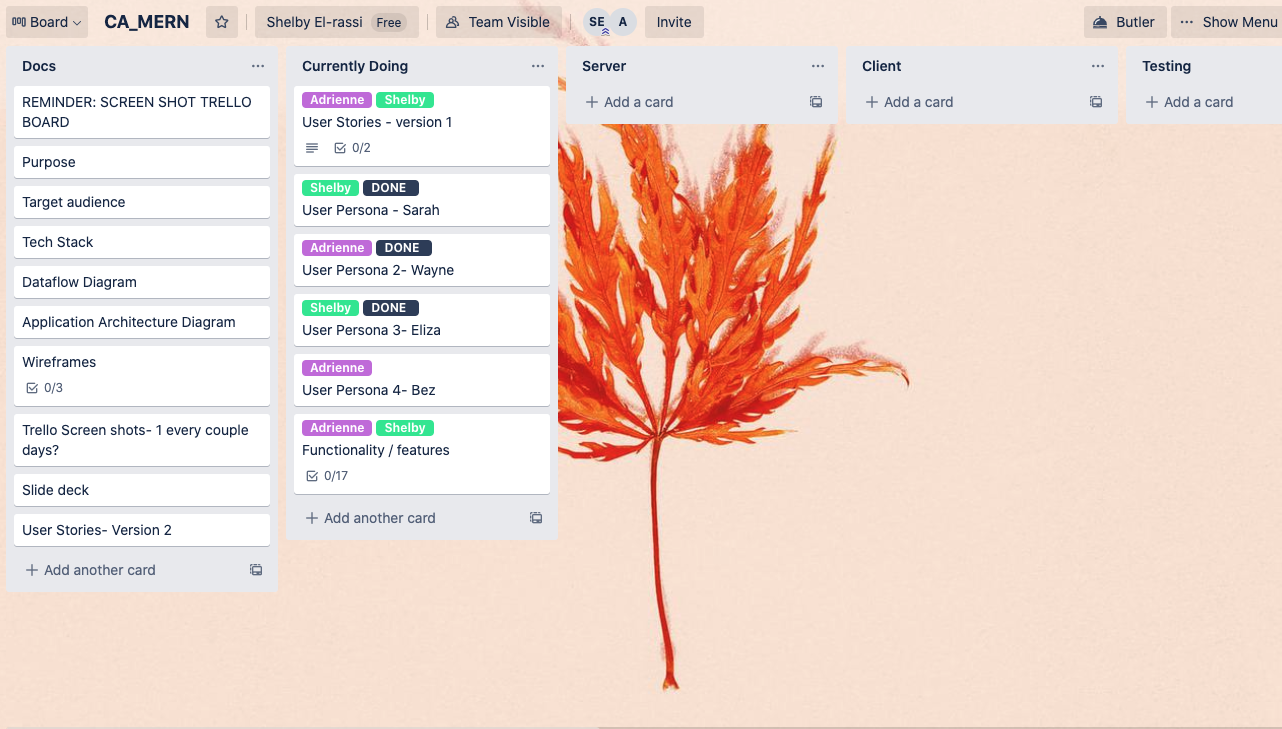 Board
CA_MERN
Shelby El-rassi Free
Team Visible
SE A
Invite
Butler
Show Menu
Docs
REMINDER: SCREEN SHOT TRELLO
BOARD
Purpose
Target audience
Tech Stack
Dataflow Diagram
Application Architecture Diagram
Wireframes
0/3
Trello Screen shots- 1 every couple
days?
Slide deck
User Stories- Version 2
Add another card
Currently Doing
Adrienne Shelby
User Stories - version 1
0/2
Shelby DONE
User Persona - Sarah
Adrienne DONE
User Persona 2- Wayne
Shelby DONE
User Persona 3- Eliza
Adrienne
User Persona 4- Bez
Adrienne Shelby
Functionality / features
0/17
Add another card
Server
Add a card
Client
Add a card
Testing
Add a card